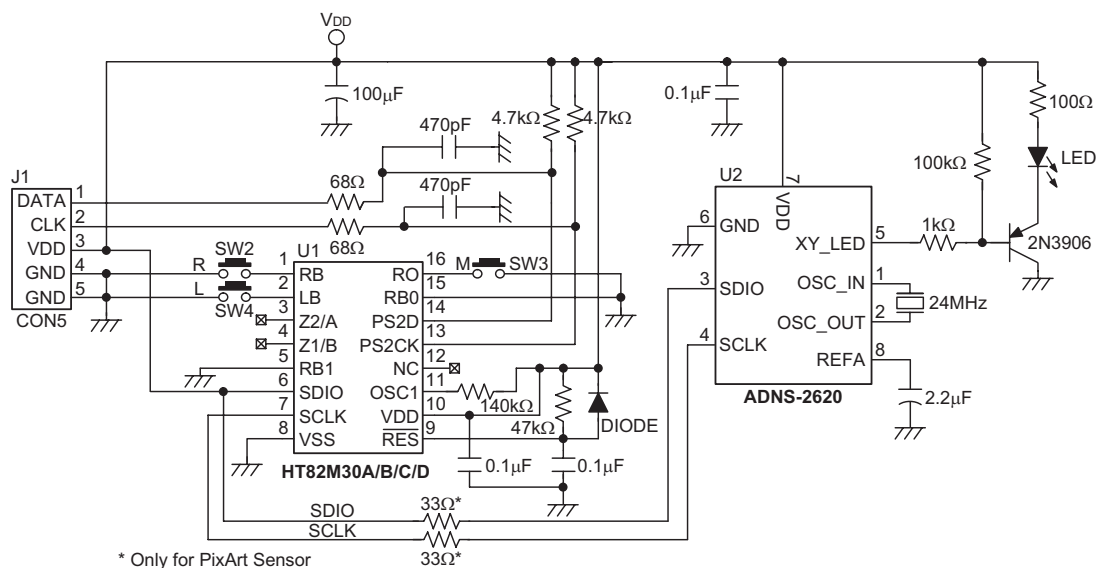 VDD
100µF
0.1µF
100Ω
4.7kΩ
4.7kΩ
470pF
470pF
100kΩ
LED
J1
DATA 1
CLK 2
VDD 3
GND 4
GND 5
CON5
68Ω
68Ω
R
SW2
L
SW4
U1
1 RB
2 LB
3 Z2/A
4 Z1/B
5 RB1
6 SDIO
7 SCLK
8 VSS
RO 16
RB0 15
PS2D 14
PS2CK 13
NC 12
OSC1 11
VDD 10
RES 9
HT82M30A/B/C/D
M
SW3
140kΩ
47kΩ
DIODE
0.1µF
0.1µF
U2
7
VDD
6 GND
3 SDIO
4 SCLK
XY_LED 5
OSC_IN 1
OSC_OUT 2
REFA 8
ADNS-2620
1kΩ
2N3906
24MHz
2.2µF
SDIO
33Ω*
SCLK
33Ω*
* Only for PixArt Sensor